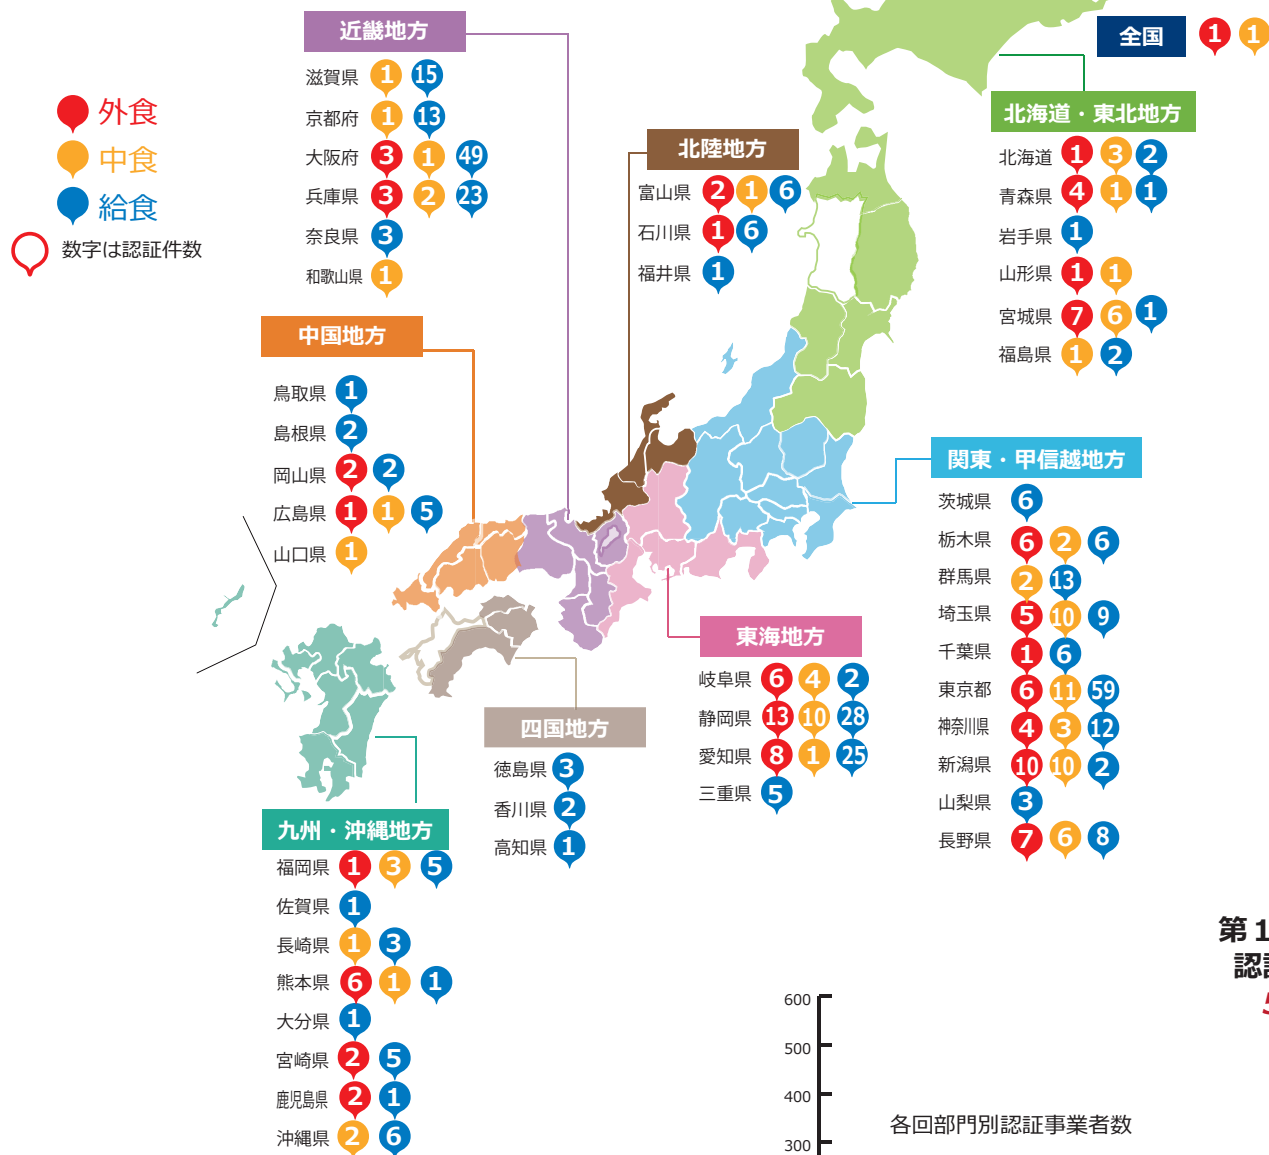 外食
中食
給食
数字は認証件数
全国 1 1
近畿地方
滋賀県 1 15
京都府 1 13
大阪府 3 1 49
兵庫県 3 2 23
奈良県 3
和歌山県 1
北海道・東北地方
北海道 1 3 2
青森県 4 1 1
岩手県 1
山形県 1 1
宮城県 7 6 1
福島県 1 2
北陸地方
富山県 2 1 6
石川県 1 6
福井県 1
中国地方
鳥取県 1
島根県 2
岡山県 2 2
広島県 1 1 5
山口県 1
関東・甲信越地方
茨城県 6
栃木県 6 2 6
群馬県 2 13
埼玉県 5 10 9
千葉県 1 6
東京都 6 11 59
神奈川県 4 3 12
新潟県 10 10 2
山梨県 3
長野県 7 6 8
東海地方
岐阜県 6 4 2
静岡県 13 10 28
愛知県 8 1 25
三重県 5
四国地方
徳島県 3
香川県 2
高知県 1
九州・沖縄地方
福岡県 1 3 5
佐賀県 1
長崎県 1 3
熊本県 6 1 1
大分県 1
宮崎県 2 5
鹿児島県 2 1
沖縄県 2 6
第1
認
600
500
400
300
各回部門別認証事業者数